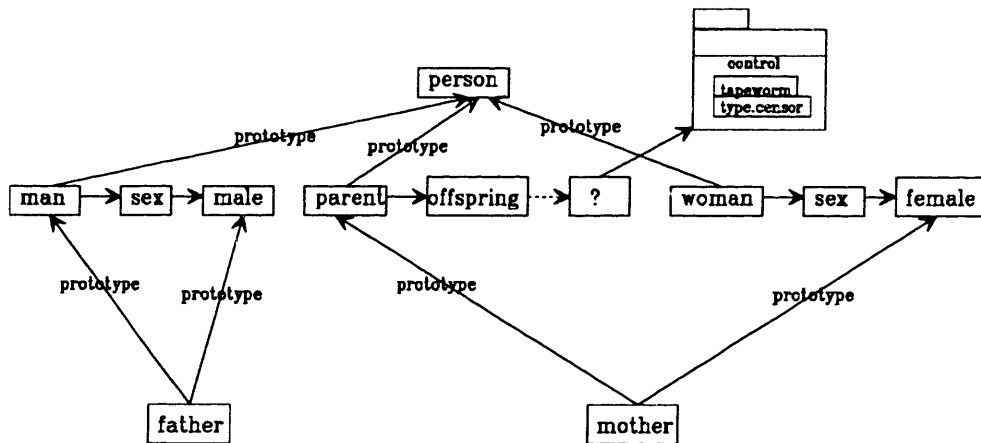 control
tapeworm
type.censor
person
prototype
prototype
prototype
man
sex
male
parent
offspring
?
woman
sex
female
prototype
prototype
prototype
prototype
father
mother